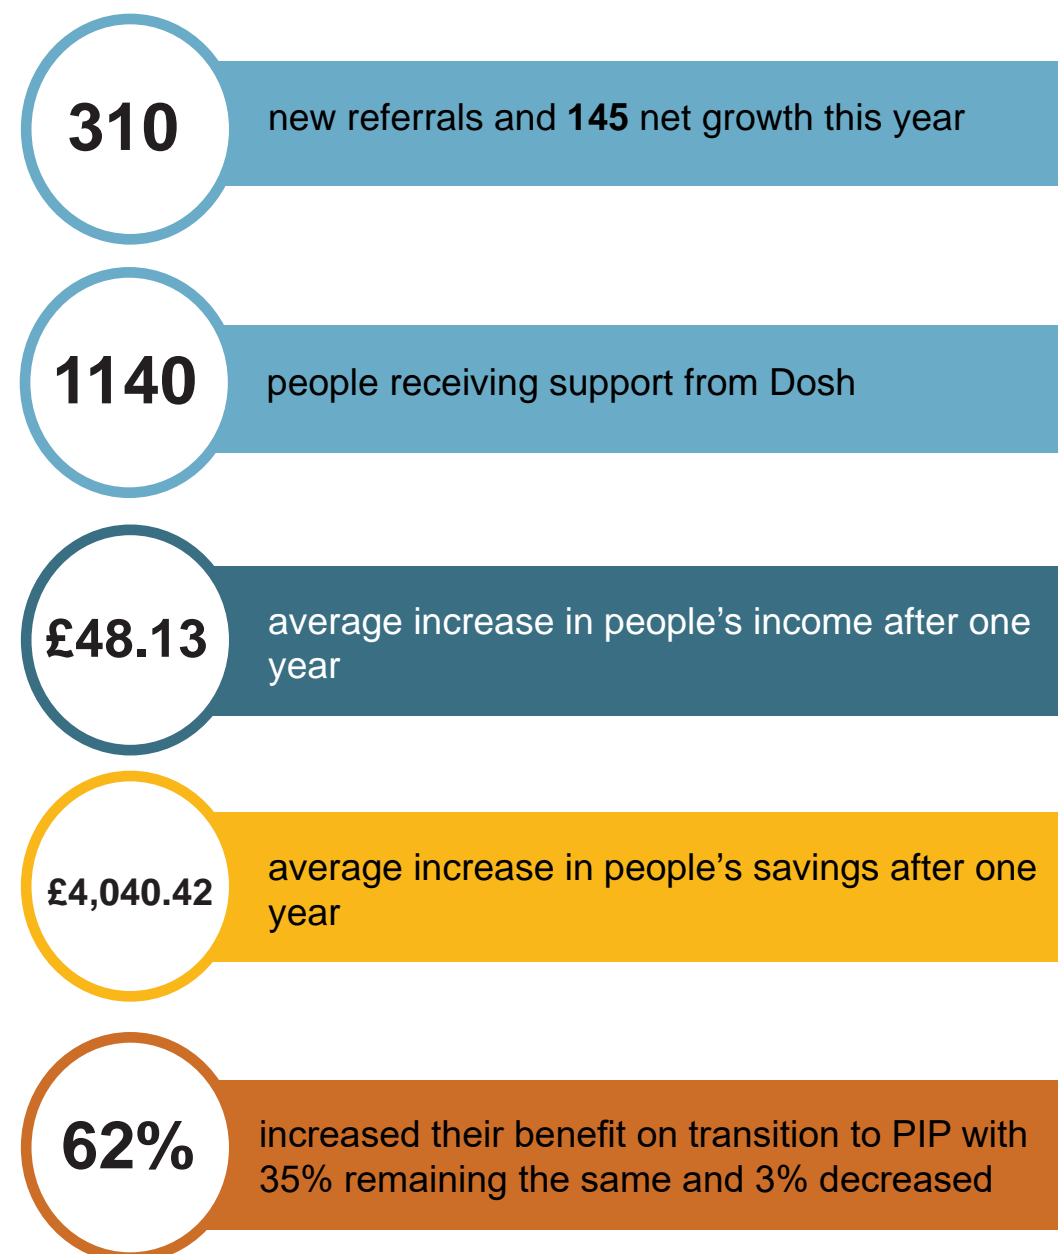 310
new referrals and 145 net growth this year
1140
people receiving support from Dosh
£48.13
average increase in people’s income after one
year
£4,040.42
average increase in people’s savings after one
year
62%
increased their benefit on transition to PIP with
35% remaining the same and 3% decreased